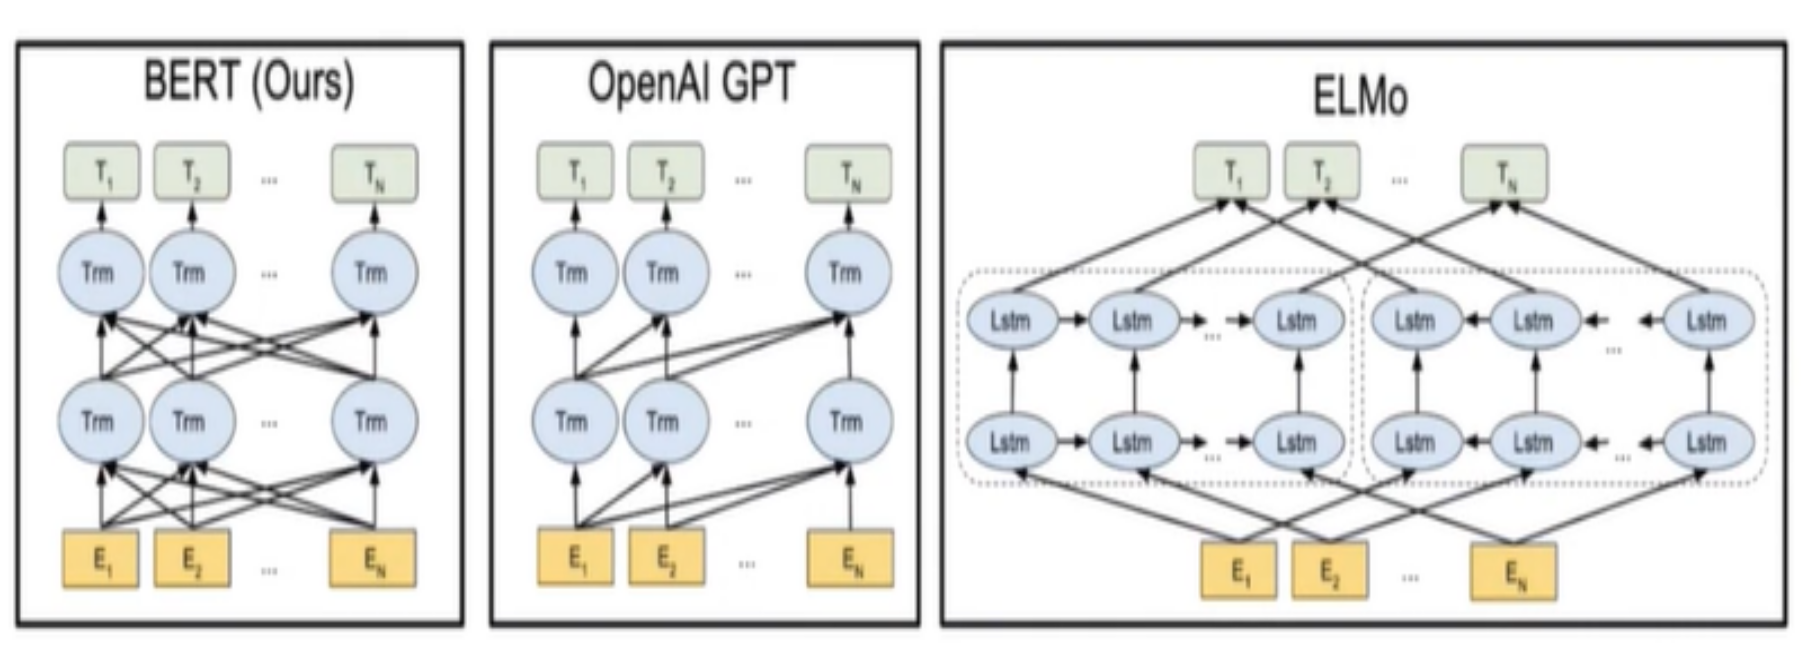 BERT (Ours)
T1 T2 ... TN
Trm Trm ... Trm
Trm Trm ... Trm
E1 E2 ... EN
OpenAI GPT
T1 T2 ... TN
Trm Trm ... Trm
Trm Trm ... Trm
E1 E2 ... EN
ELMo
T1 T2 ... TN
Lstm Lstm ... Lstm Lstm Lstm ... Lstm
Lstm Lstm ... Lstm Lstm Lstm ... Lstm
E1 E2 ... EN